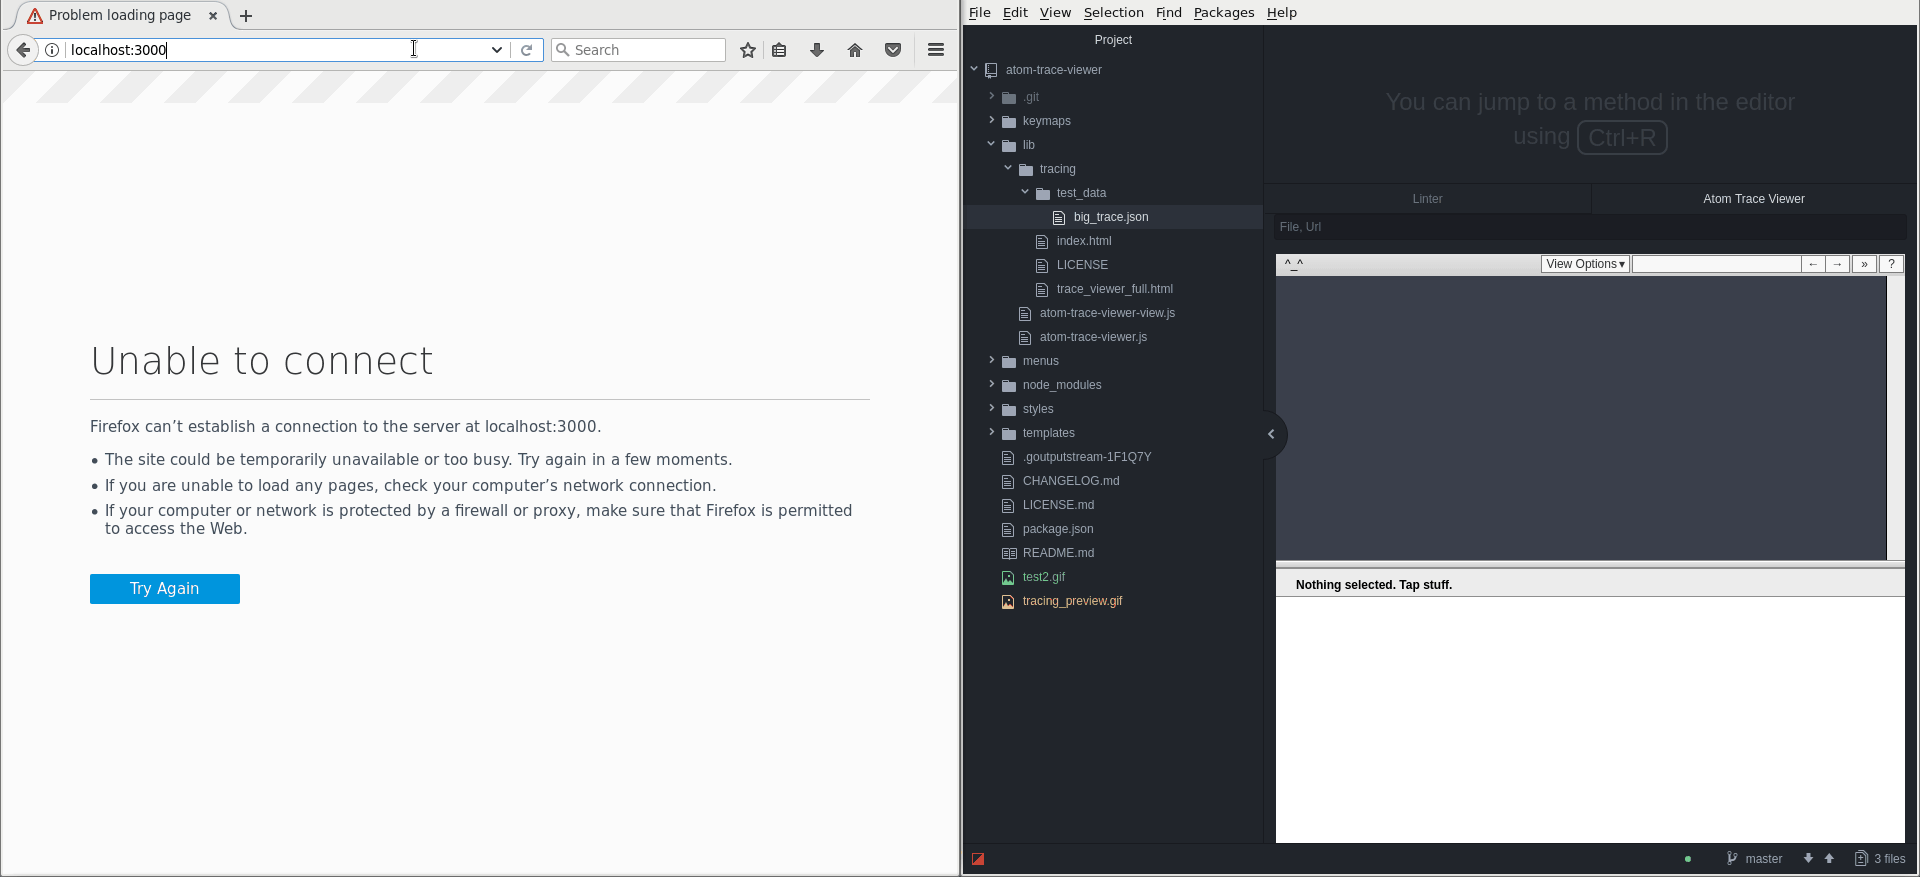 Problem loading page
localhost:3000
Search
Unable to connect
Firefox can’t establish a connection to the server at localhost:3000.
The site could be temporarily unavailable or too busy. Try again in a few moments.
If you are unable to load any pages, check your computer’s network connection.
If your computer or network is protected by a firewall or proxy, make sure that Firefox is permitted
to access the Web.
Try Again
File Edit View Selection Find Packages Help
Project
atom-trace-viewer
.git
keymaps
lib
tracing
test_data
big_trace.json
index.html
LICENSE
trace_viewer_full.html
atom-trace-viewer-view.js
atom-trace-viewer.js
menus
node_modules
styles
templates
.goutputstream-1F1Q7Y
CHANGELOG.md
LICENSE.md
package.json
README.md
test2.gif
tracing_preview.gif
You can jump to a method in the editor
using Ctrl+R
Linter
Atom Trace Viewer
File, Url
^_^
View Options▾
← → » ?
Nothing selected. Tap stuff.
master
3 files